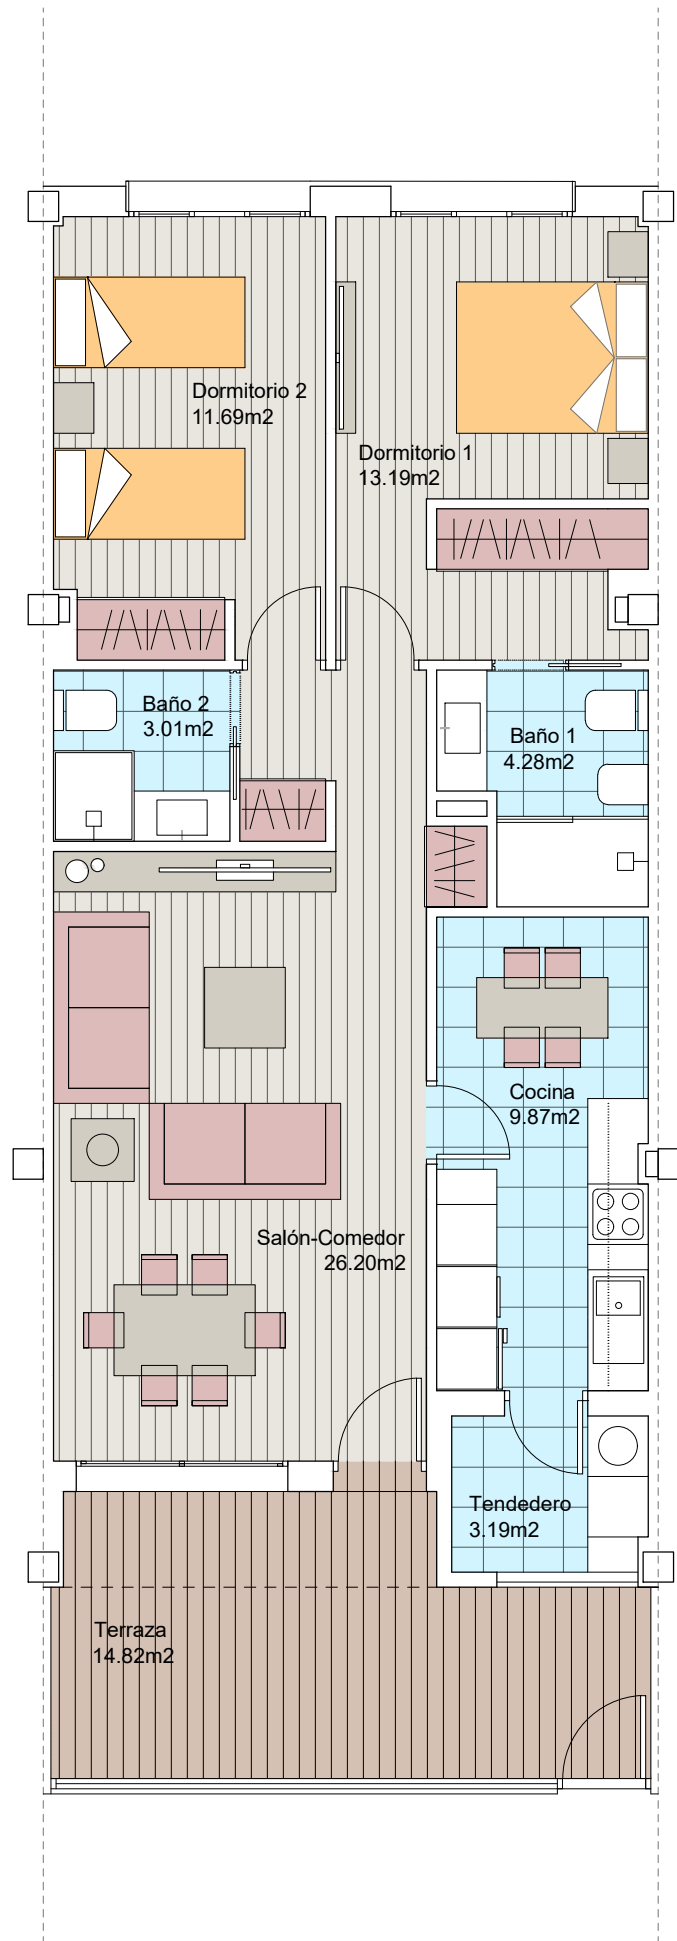 Dormitorio 2
11.69m2
Dormitorio 1
13.19m2
Baño 2
3.01m2
Baño 1
4.28m2
Cocina
9.87m2
Salón-Comedor
26.20m2
Tendedero
3.19m2
Terraza
14.82m2